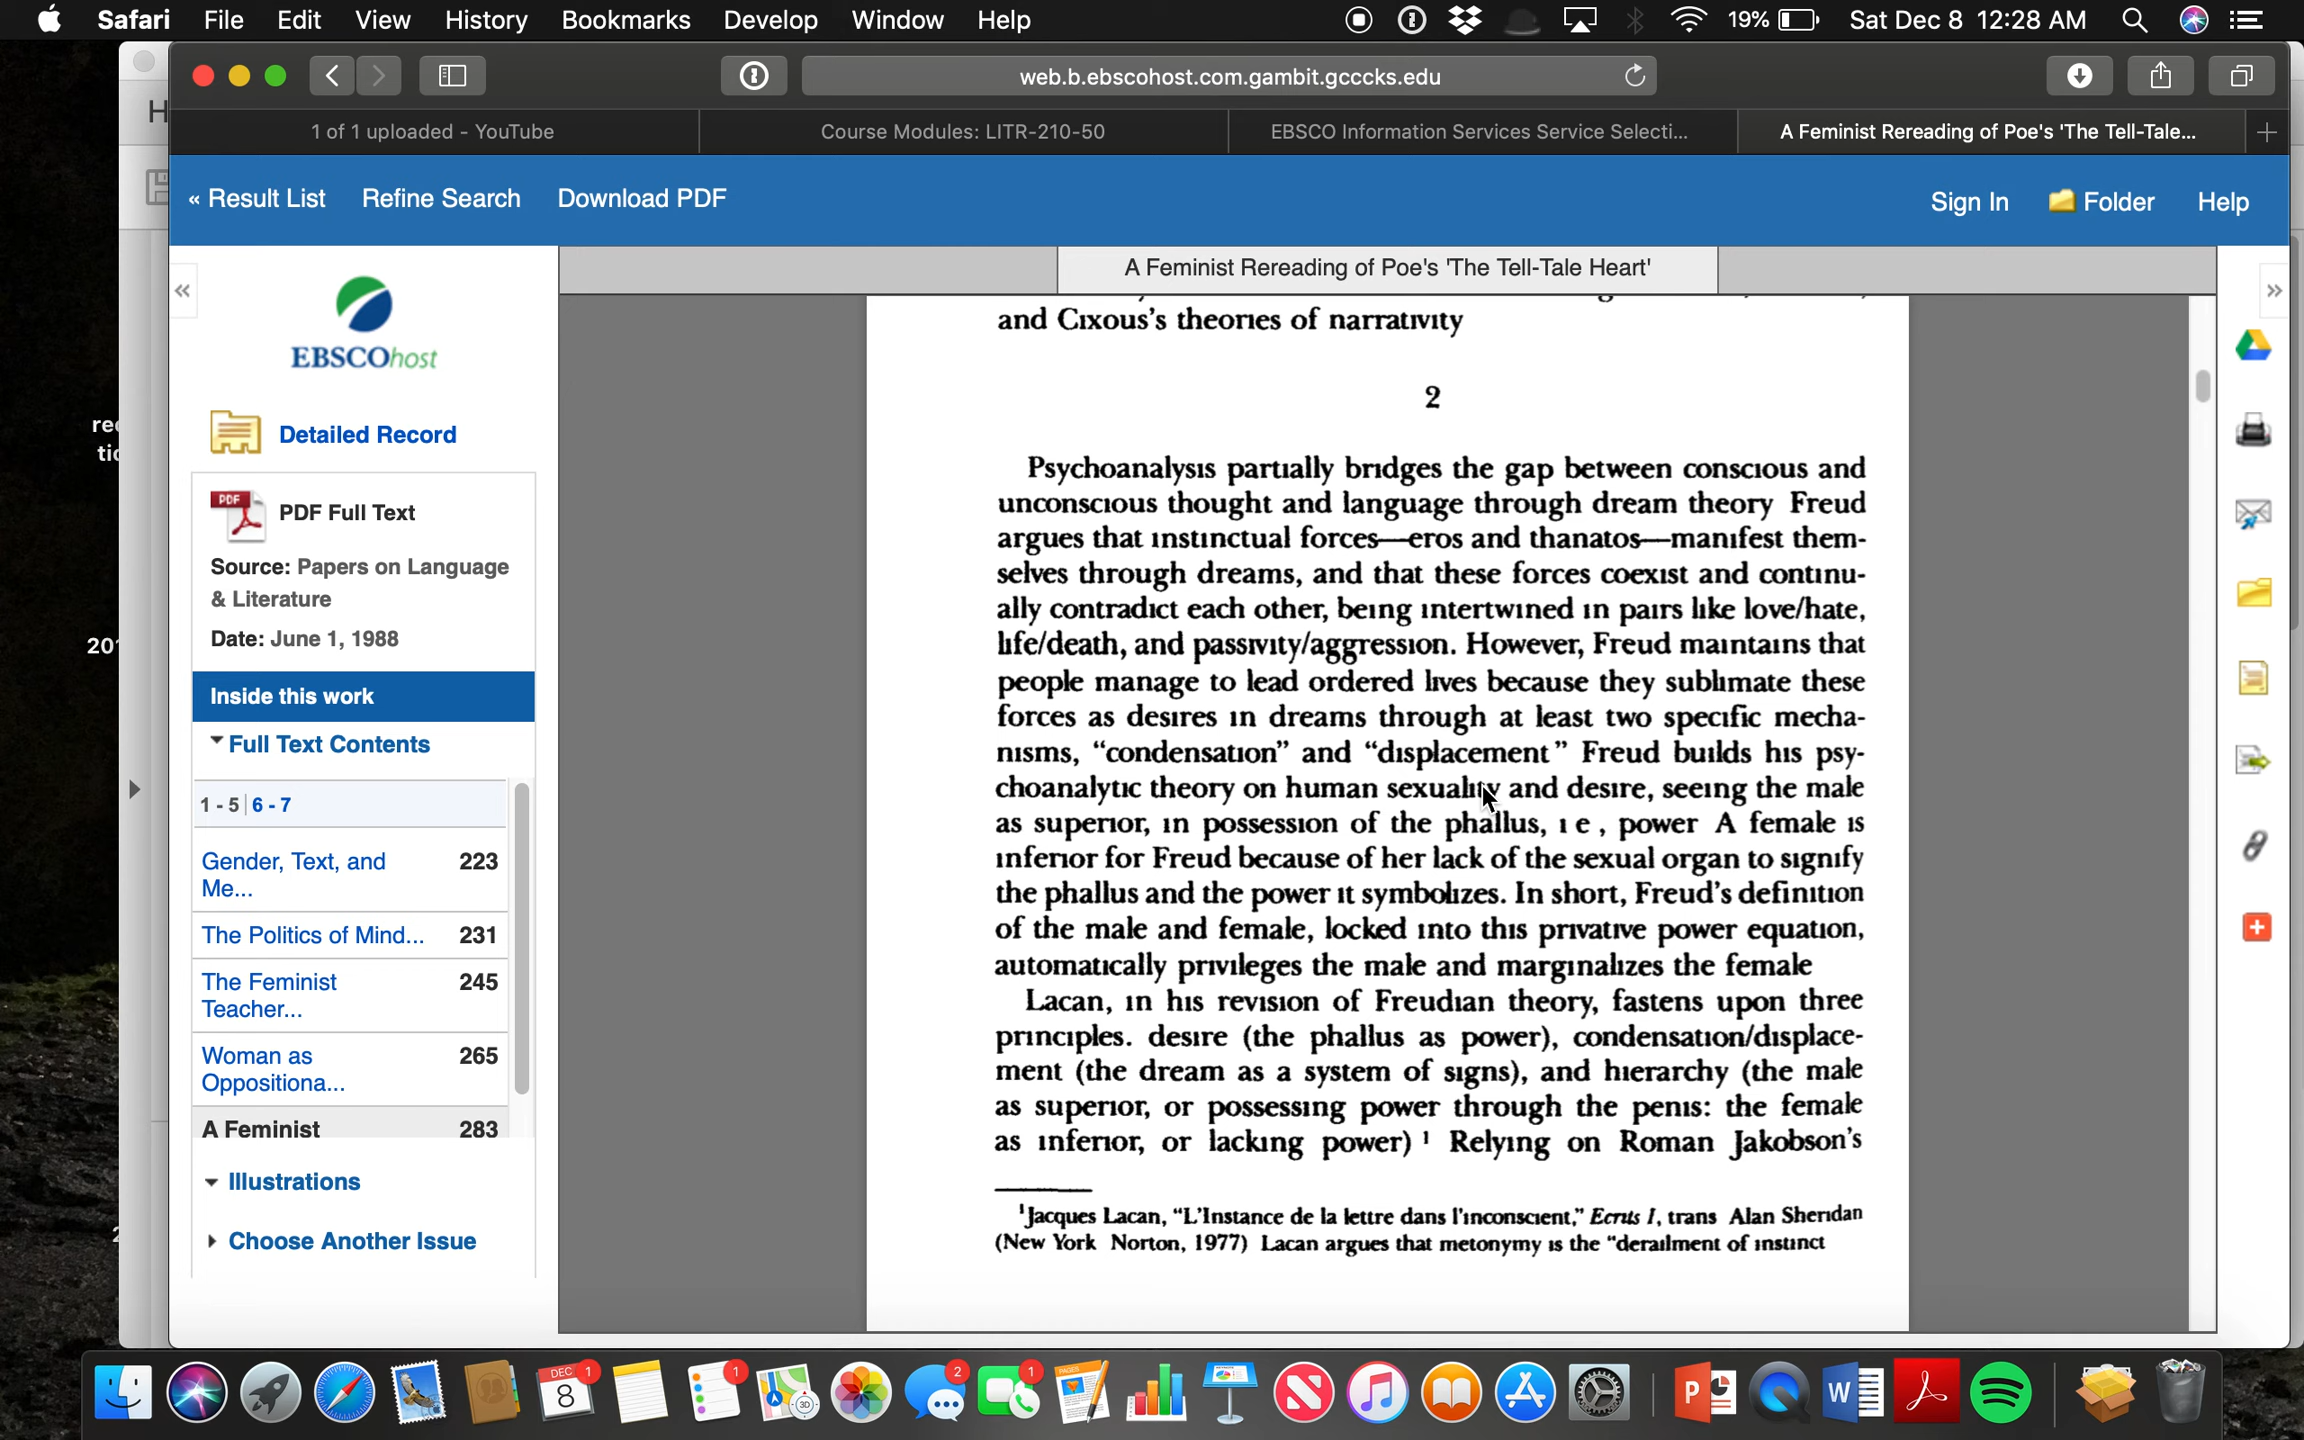 Safari File Edit View History Bookmarks Develop Window Help 19% Sat Dec 8 12:28 AM
web.b.ebscohost.com.gambit.gcccks.edu
1 of 1 uploaded - YouTube
Course Modules: LITR-210-50
EBSCO Information Services Service Selecti...
A Feminist Rereading of Poe's 'The Tell-Tale...
« Result List Refine Search Download PDF
Sign In Folder Help
EBSCOhost
Detailed Record
PDF
PDF Full Text
Source: Papers on Language
& Literature
Date: June 1, 1988
Inside this work
Full Text Contents
1 - 5 | 6 - 7
Gender, Text, and 223
Me...
The Politics of Mind... 231
The Feminist 245
Teacher...
Woman as 265
Oppositiona...
A Feminist 283
Illustrations
Choose Another Issue
A Feminist Rereading of Poe's 'The Tell-Tale Heart'
and Cixous's theories of narrativity
2
Psychoanalysis partially bridges the gap between conscious and
unconscious thought and language through dream theory Freud
argues that instinctual forces—eros and thanatos—manifest them-
selves through dreams, and that these forces coexist and continu-
ally contradict each other, being intertwined in pairs like love/hate,
life/death, and passivity/aggression. However, Freud maintains that
people manage to lead ordered lives because they sublimate these
forces as desires in dreams through at least two specific mecha-
nisms, “condensation” and “displacement” Freud builds his psy-
choanalytic theory on human sexuality and desire, seeing the male
as superior, in possession of the phallus, i e , power A female is
inferior for Freud because of her lack of the sexual organ to signify
the phallus and the power it symbolizes. In short, Freud's definition
of the male and female, locked into this privative power equation,
automatically privileges the male and marginalizes the female
Lacan, in his revision of Freudian theory, fastens upon three
principles. desire (the phallus as power), condensation/displace-
ment (the dream as a system of signs), and hierarchy (the male
as superior, or possessing power through the penis: the female
as inferior, or lacking power) 1 Relying on Roman Jakobson's
1Jacques Lacan, “L'Instance de la lettre dans l'inconscient,” Ecrits I, trans Alan Sheridan
(New York Norton, 1977) Lacan argues that metonymy is the “derailment of instinct
DEC
8
1
1
3D
2
1
PAGES
P
W